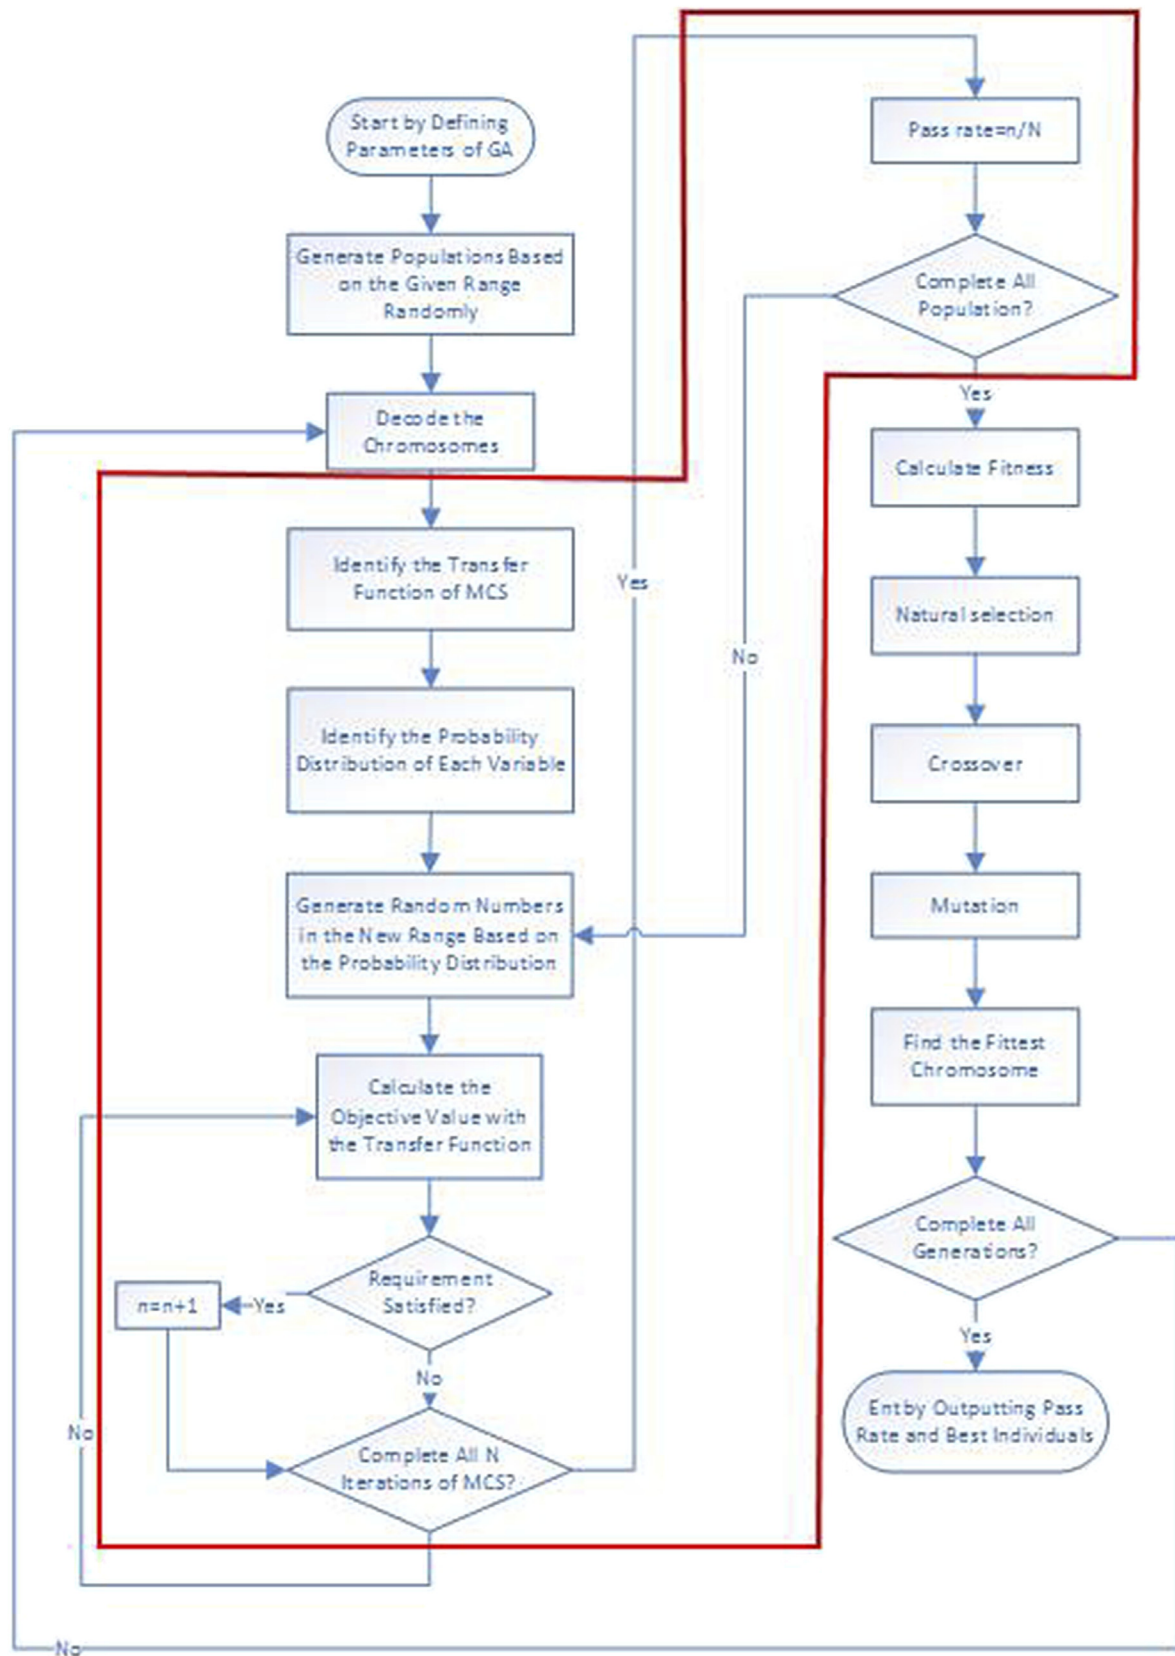 Start by Defining
Parameters of GA
Generate Populations Based
on the Given Range
Randomly
Decode the
Chromosomes
Identify the Transfer
Function of MCS
Identify the Probability
Distribution of Each Variable
Generate Random Numbers
in the New Range Based on
the Probability Distribution
Calculate the
Objective Value with
the Transfer Function
Requirement
Satisfied?
Yes
n=n+1
No
Complete All N
Iterations of MCS?
No
Yes
Pass rate=n/N
Complete All
Population?
No
Yes
Calculate Fitness
Natural selection
Crossover
Mutation
Find the Fittest
Chromosome
Complete All
Generations?
Yes
Ent by Outputting Pass
Rate and Best Individuals
No